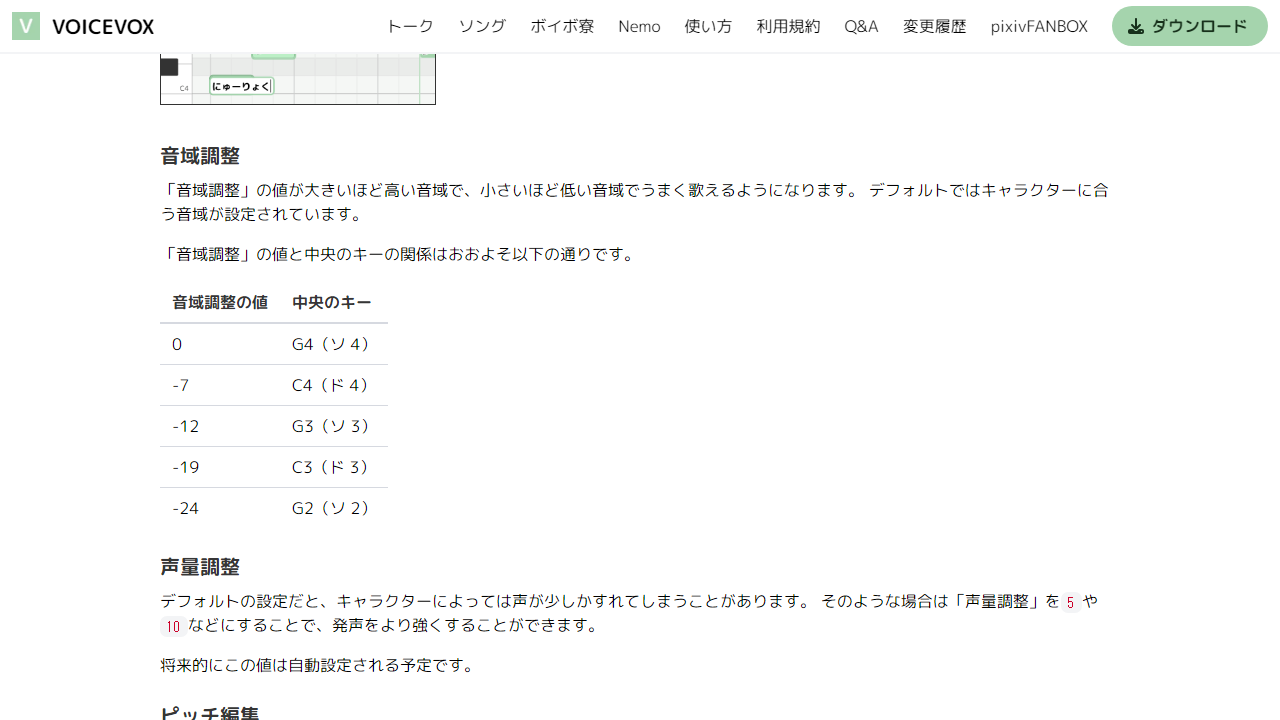 V VOICEVOX トーク ソング ボイボ寮 Nemo 使い方 利用規約 Q&A 変更履歴 pixivFANBOX ダウンロード
C4 にゅーりょく
音域調整
「音域調整」の値が大きいほど高い音域で、小さいほど低い音域でうまく歌えるようになります。 デフォルトではキャラクターに合
う音域が設定されています。
「音域調整」の値と中央のキーの関係はおおよそ以下の通りです。
音域調整の値 中央のキー
0 G4（ソ 4）
-7 C4（ド 4）
-12 G3（ソ 3）
-19 C3（ド 3）
-24 G2（ソ 2）
声量調整
デフォルトの設定だと、キャラクターによっては声が少しかすれてしまうことがあります。 そのような場合は「声量調整」を 5 や
10 などにすることで、発声をより強くすることができます。
将来的にこの値は自動設定される予定です。
ピッチ編集